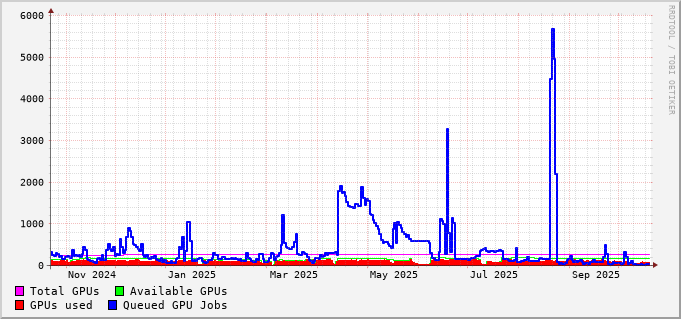 RRDTOOL / TOBI OETIKER
6000
5000
4000
3000
2000
1000
0
Nov 2024 Jan 2025 Mar 2025 May 2025 Jul 2025 Sep 2025
Total GPUs Available GPUs
GPUs used Queued GPU Jobs